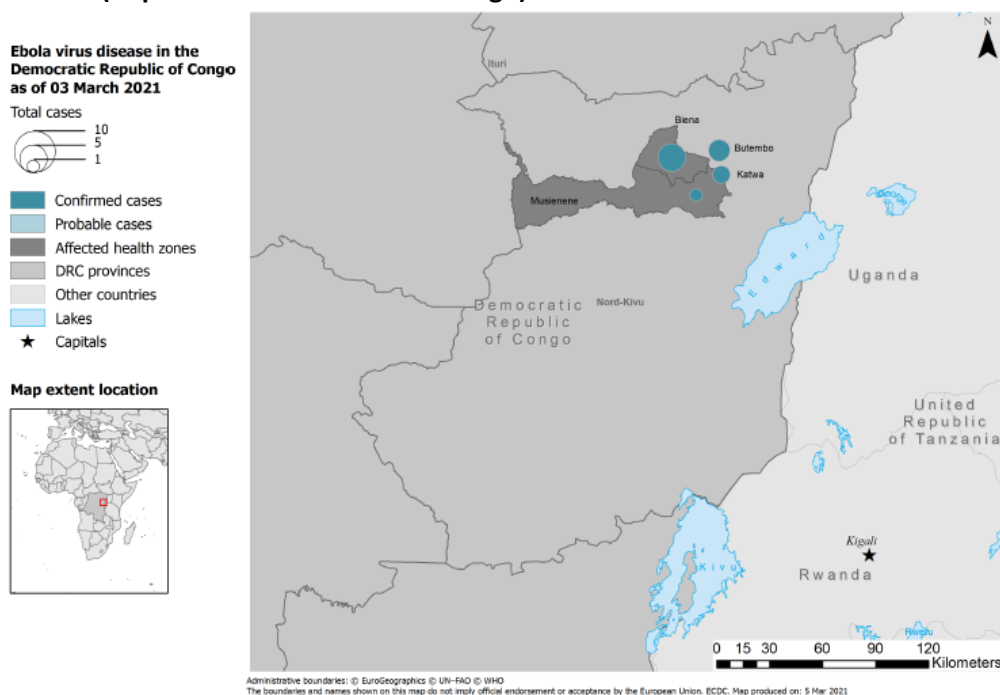 Ebola virus disease in the
Democratic Republic of Congo
as of 03 March 2021
Total cases
10
5
1
Confirmed cases
Probable cases
Affected health zones
DRC provinces
Other countries
Lakes
Capitals
Map extent location
N
Ituri
Biena
Butembo
Katwa
Musienene
Edward
Uganda
Democratic
Republic
of Congo
Nord-Kivu
United
Republic
of Tanzania
Kivu
Kigali
Rwanda
0 15 30 60 90 120
Kilometers
Administrative boundaries: © EuroGeographics © UN-FAO © WHO
The boundaries and names shown on this map do not imply official endorsement or acceptance by the European Union. ECDC. Map produced on: 5 Mar 2021